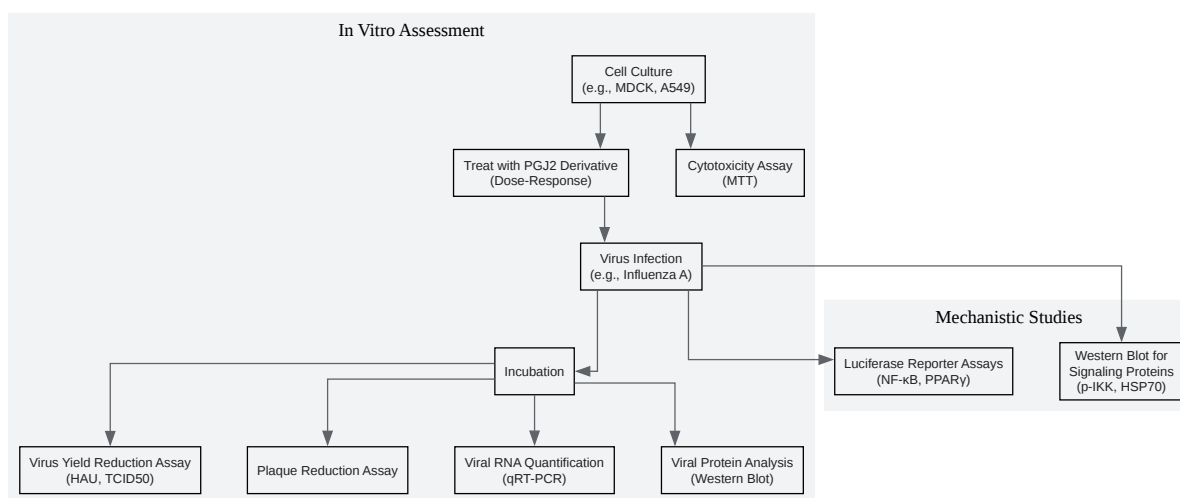 In Vitro Assessment
Cell Culture
(e.g., MDCK, A549)
Treat with PGJ2 Derivative
(Dose-Response)
Cytotoxicity Assay
(MTT)
Virus Infection
(e.g., Influenza A)
Mechanistic Studies
Incubation
Luciferase Reporter Assays
(NF-κB, PPARγ)
Western Blot for
Signaling Proteins
(p-IKK, HSP70)
Virus Yield Reduction Assay
(HAU, TCID50)
Plaque Reduction Assay
Viral RNA Quantification
(qRT-PCR)
Viral Protein Analysis
(Western Blot)